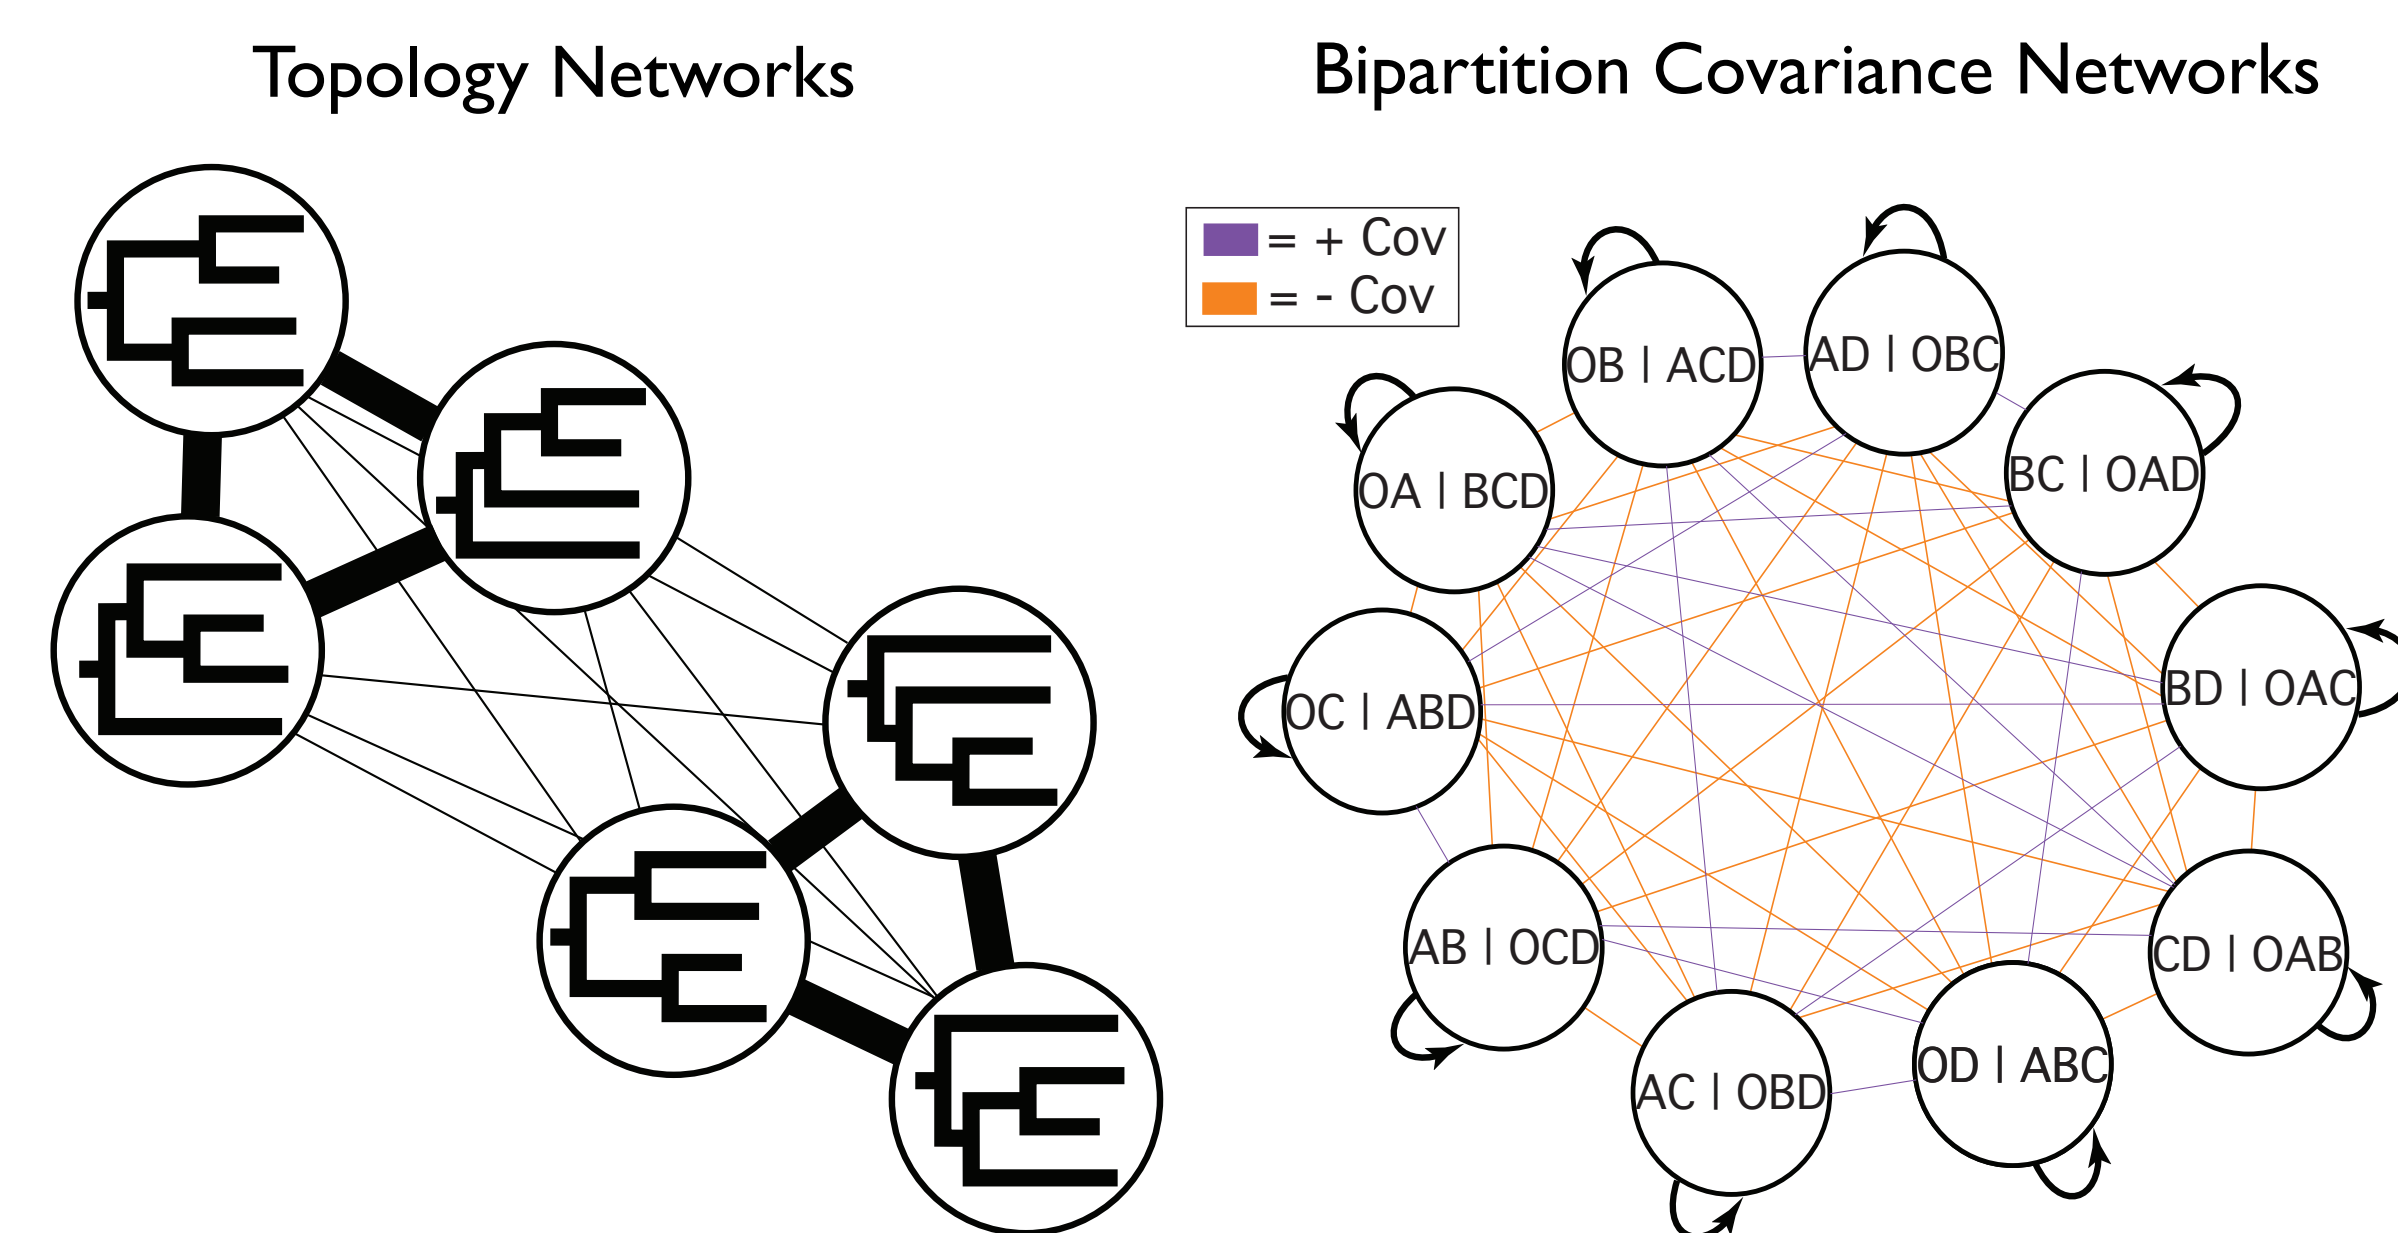 Topology Networks
Bipartition Covariance Networks
= + Cov
= - Cov
OB | ACD
AD | OBC
BC | OAD
OA | BCD
BD | OAC
OC | ABD
AB | OCD
CD | OAB
AC | OBD
OD | ABC